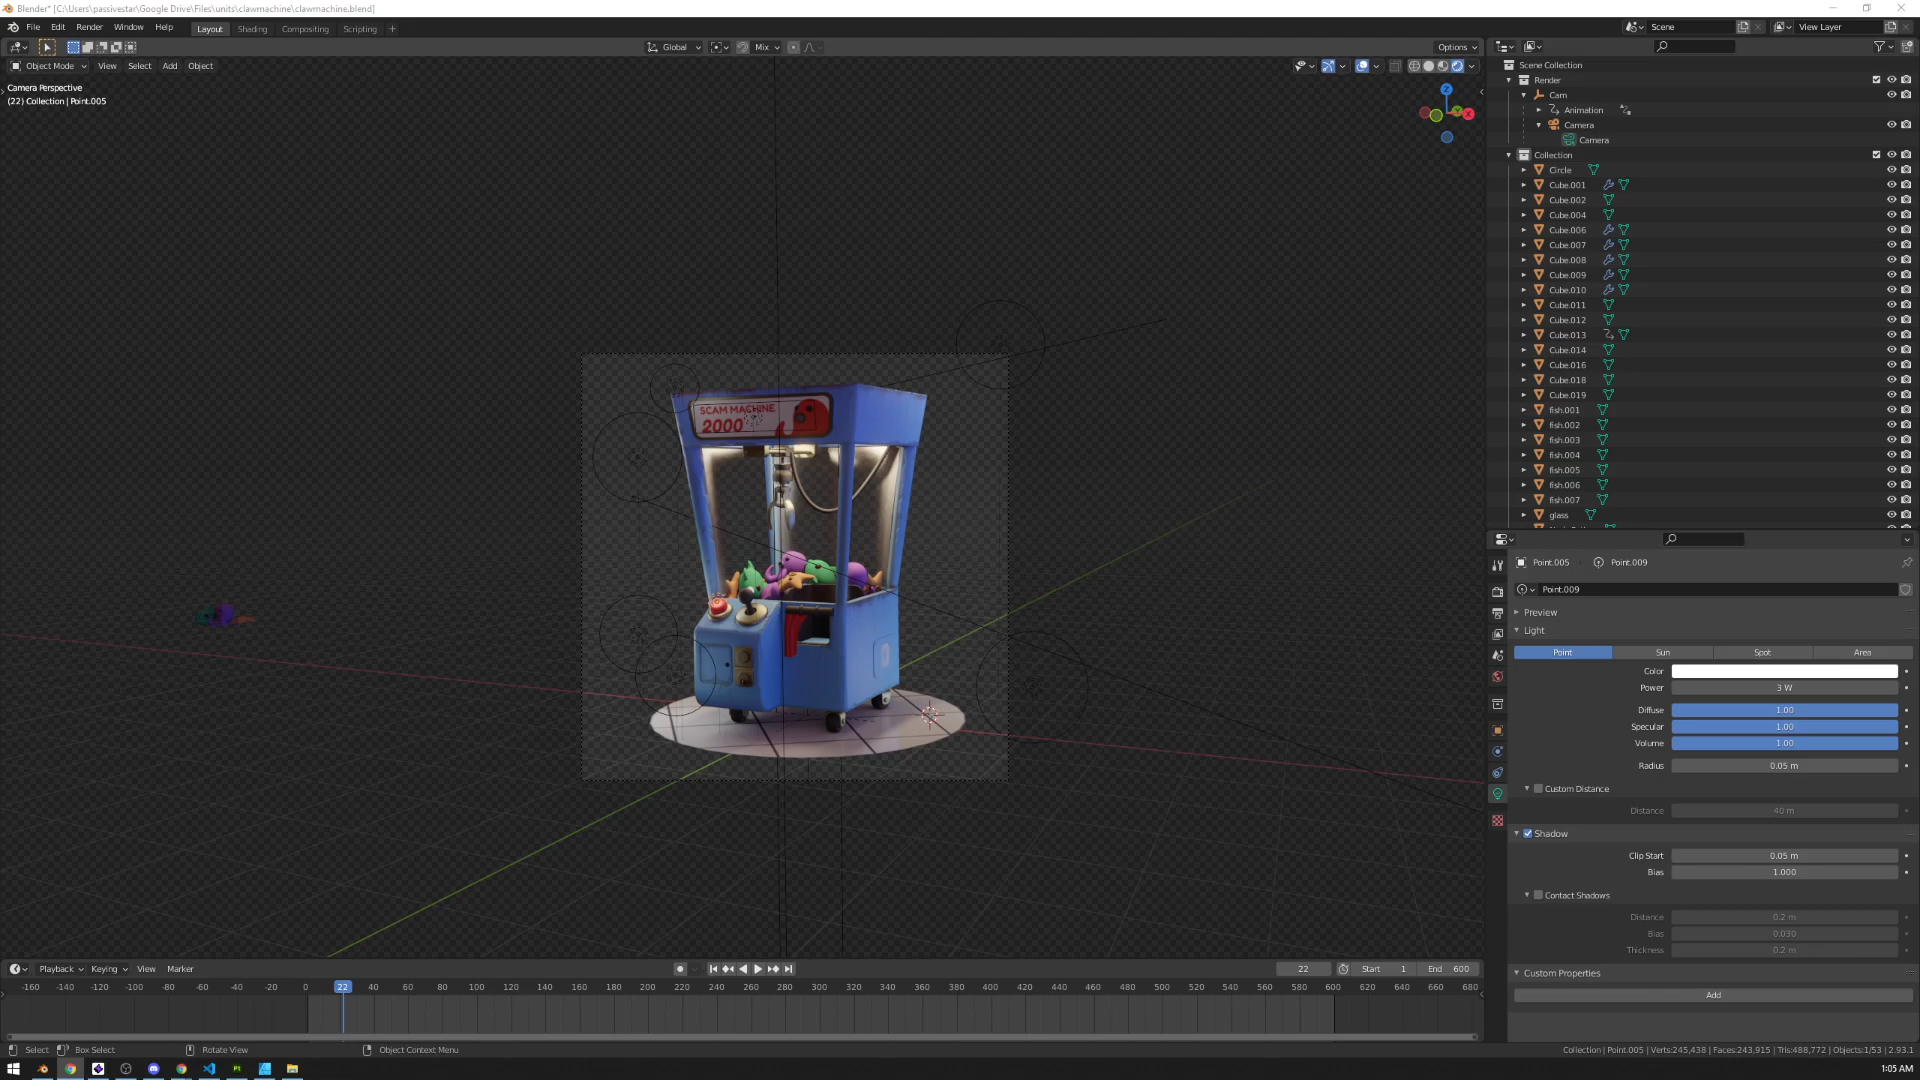 Blender* [C:\Users\passivestar\Google Drive\Files\units\clawmachine\clawmachine.blend]
File Edit Render Window Help Layout Shading Compositing Scripting + Scene View Layer
Global Mix Options
Object Mode View Select Add Object
Camera Perspective
(22) Collection | Point.005
Z
Y
X
SCAM MACHINE
2000
Scene Collection
Render
Cam
Animation
Camera
Camera
Collection
Circle
Cube.001
Cube.002
Cube.004
Cube.006
Cube.007
Cube.008
Cube.009
Cube.010
Cube.011
Cube.012
Cube.013
Cube.014
Cube.016
Cube.018
Cube.019
fish.001
fish.002
fish.003
fish.004
fish.005
fish.006
fish.007
glass
Point.005 Point.009
Point.009
Preview
Light
Point Sun Spot Area
Color
Power 3 W
Diffuse 1.00
Specular 1.00
Volume 1.00
Radius 0.05 m
Custom Distance
Distance 40 m
Shadow
Clip Start 0.05 m
Bias 1.000
Contact Shadows
Distance 0.2 m
Bias 0.030
Thickness 0.2 m
Custom Properties
Add
Playback Keying View Marker 22 Start 1 End 600
-160 -140 -120 -100 -80 -60 -40 -20 0 22 40 60 80 100 120 140 160 180 200 220 240 260 280 300 320 340 360 380 400 420 440 460 480 500 520 540 560 580 600 620 640 660 680
Select Box Select Rotate View Object Context Menu
Collection | Point.005 | Verts:245,438 | Faces:243,915 | Tris:488,772 | Objects:1/53 | 2.93.1
Pt
1:05 AM